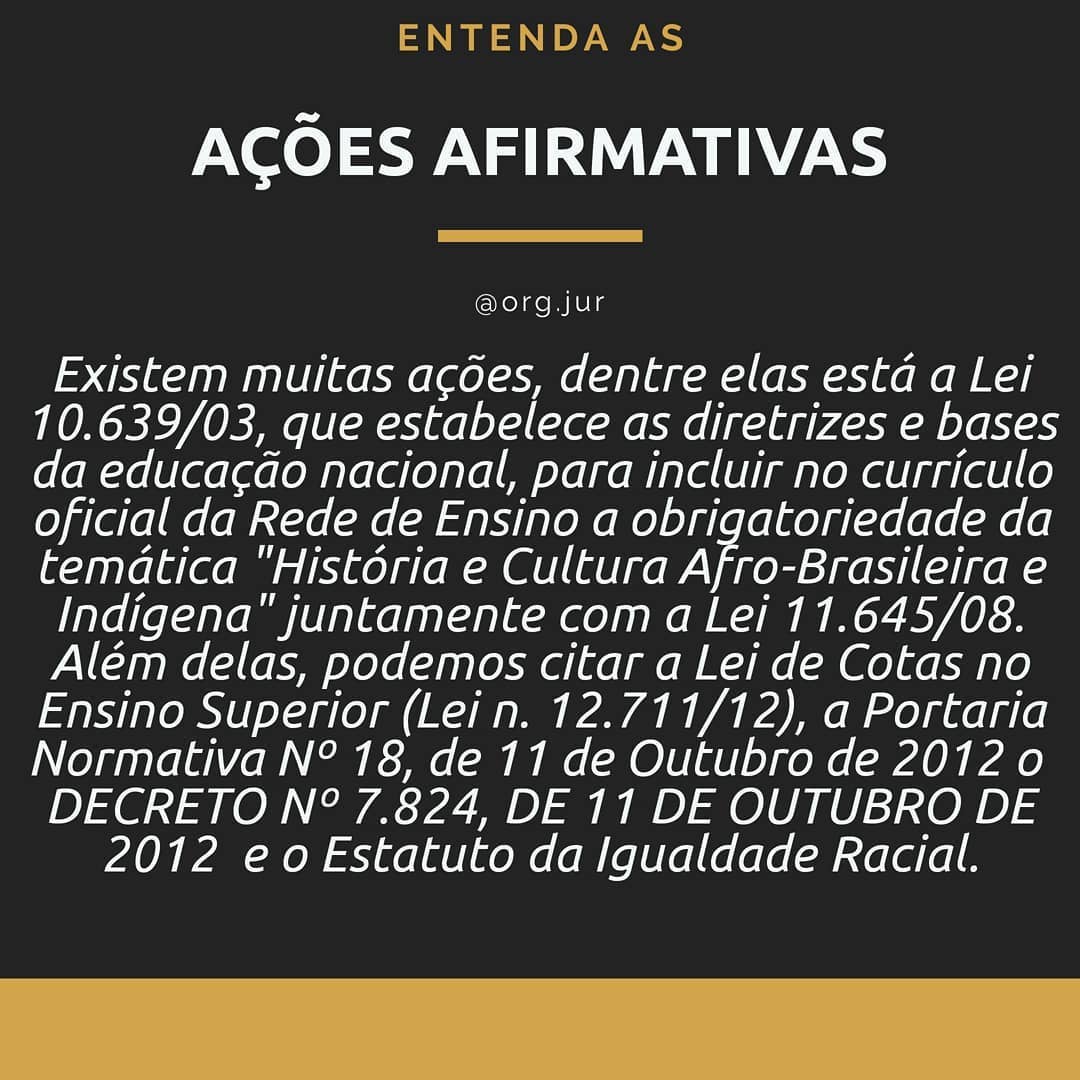 ENTENDA AS
AÇÕES AFIRMATIVAS
@org.jur
Existem muitas ações, dentre elas está a Lei
10.639/03, que estabelece as diretrizes e bases
da educação nacional, para incluir no currículo
oficial da Rede de Ensino a obrigatoriedade da
temática "História e Cultura Afro-Brasileira e
Indígena" juntamente com a Lei 11.645/08.
Além delas, podemos citar a Lei de Cotas no
Ensino Superior (Lei n. 12.711/12), a Portaria
Normativa Nº 18, de 11 de Outubro de 2012 o
DECRETO Nº 7.824, DE 11 DE OUTUBRO DE
2012  e o Estatuto da Igualdade Racial.